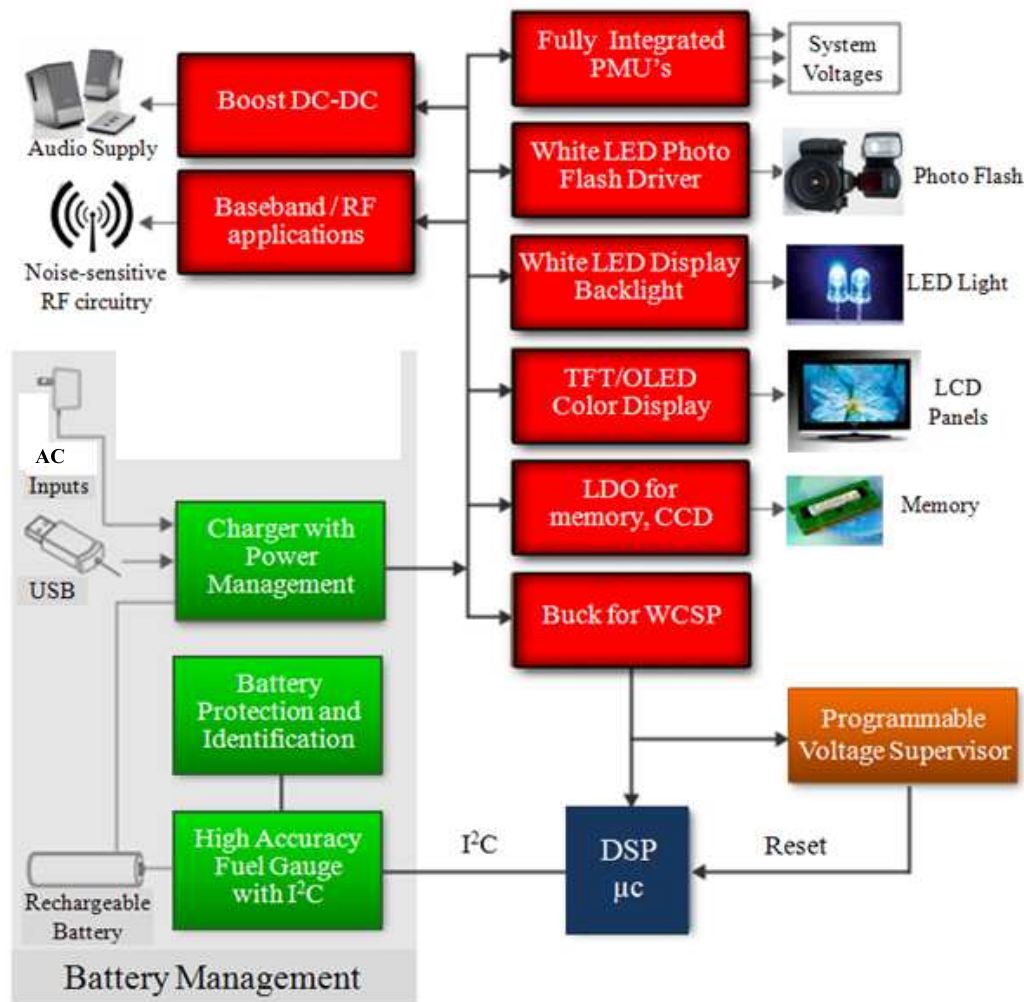 Fully Integrated
PMU's
System
Voltages
Boost DC-DC
Audio Supply
White LED Photo
Flash Driver
Photo Flash
Baseband / RF
applications
Noise-sensitive
RF circuitry
White LED Display
Backlight
LED Light
TFT/OLED
Color Display
LCD
Panels
AC
Inputs
LDO for
memory, CCD
Memory
USB
Charger with
Power
Management
Buck for WCSP
Battery
Protection and
Identification
Programmable
Voltage Supervisor
High Accuracy
Fuel Gauge
with I²C
I²C
DSP
µc
Reset
Rechargeable
Battery
Battery Management